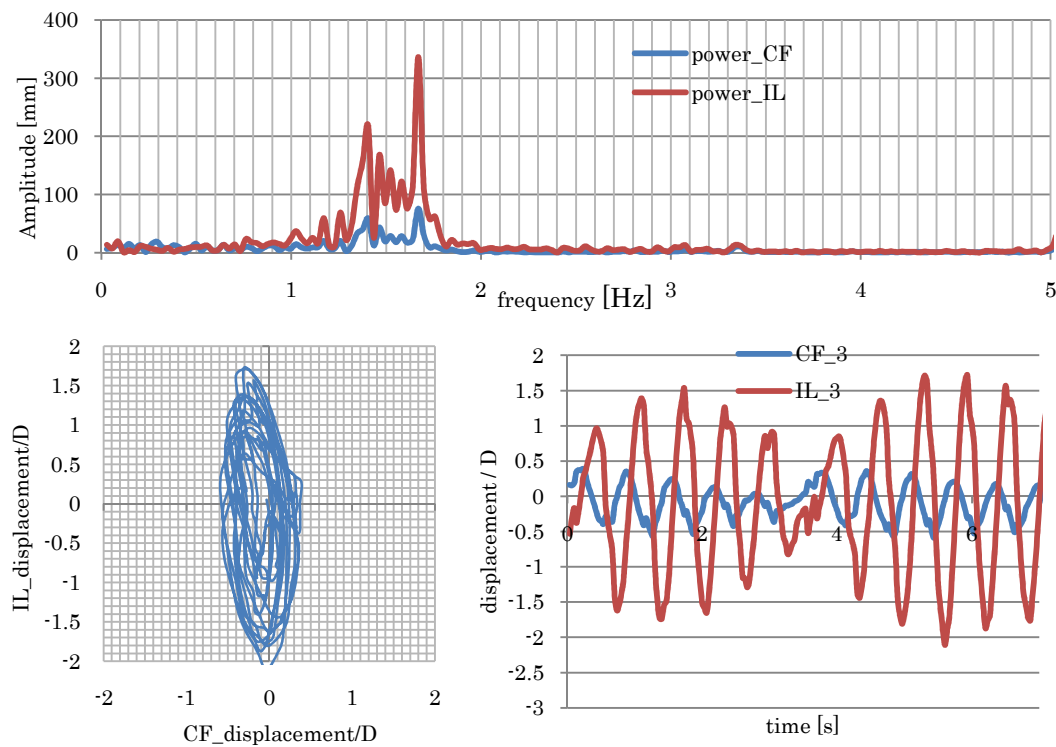 400
300
200
100
0
Amplitude [mm]
power_CF
power_IL
0 1 2 3 4 5
frequency [Hz]
2
1.5
1
0.5
0
-0.5
-1
-1.5
-2
IL_displacement/D
-2 -1 0 1 2
CF_displacement/D
CF_3
IL_3
2
1.5
1
0.5
0
-0.5
-1
-1.5
-2
-2.5
-3
displacement / D
0 2 4 6
time [s]